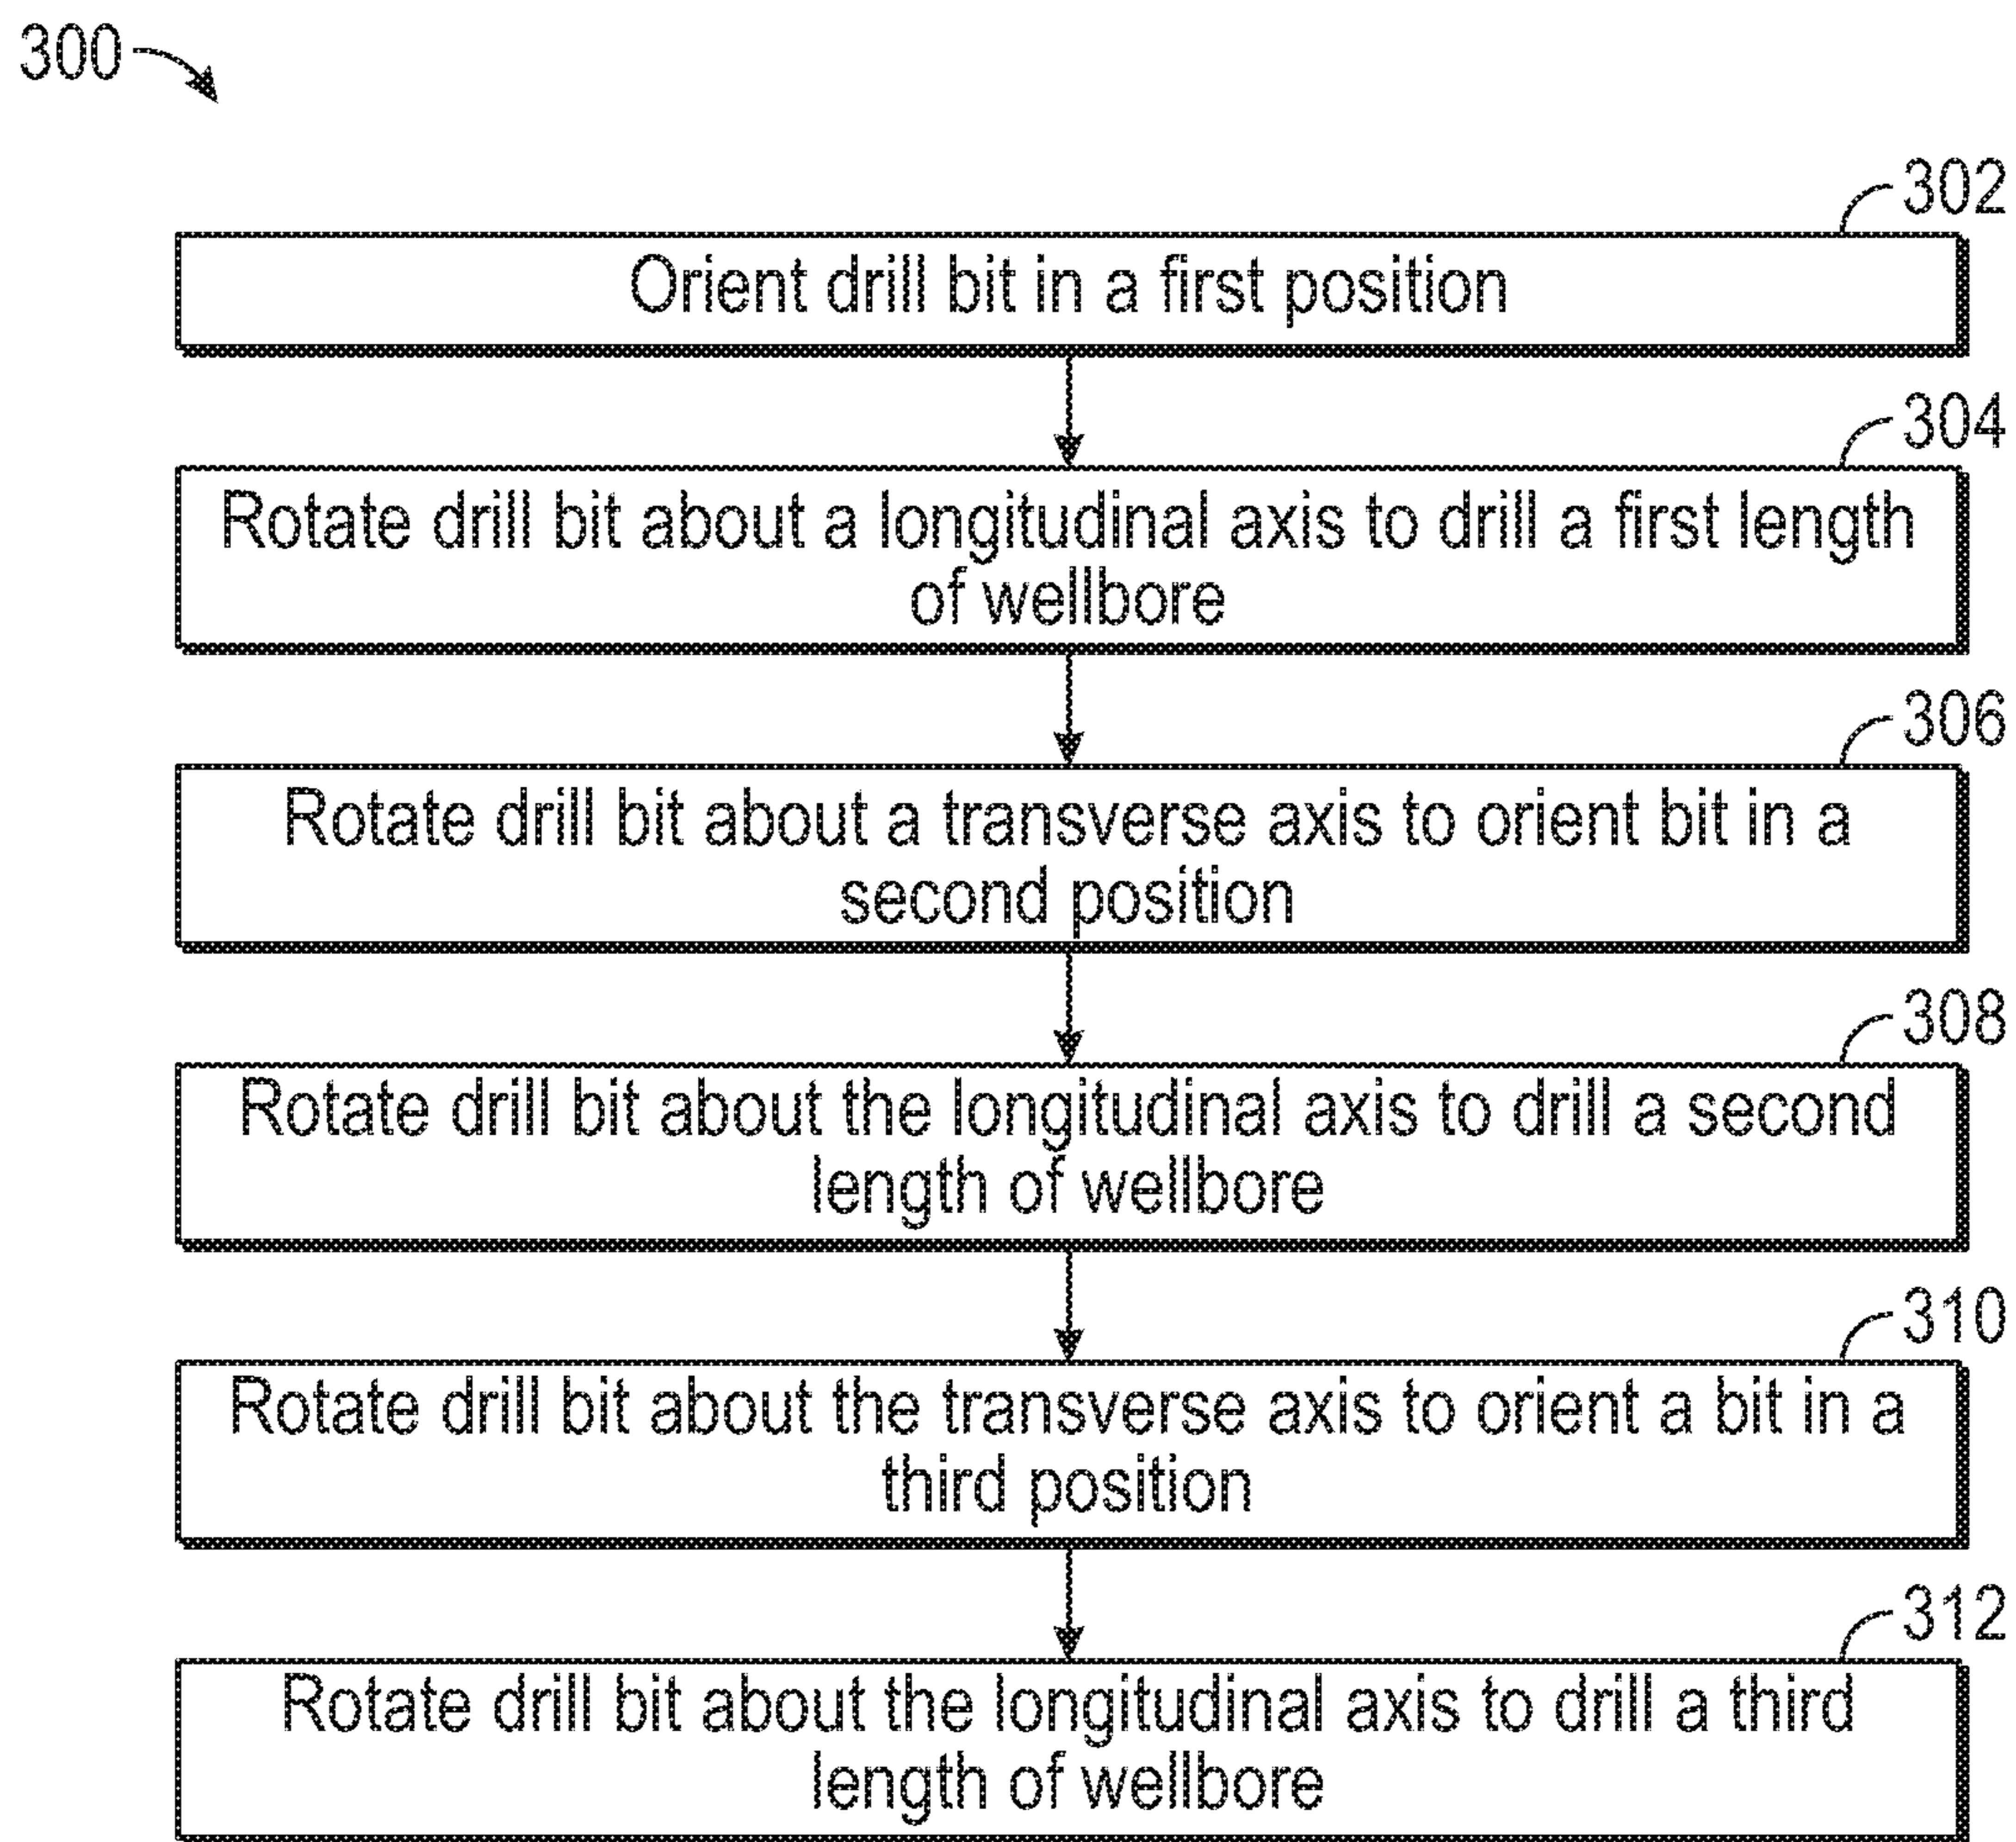 300
302
Orient drill bit in a first position
304
Rotate drill bit about a longitudinal axis to drill a first length
of wellbore
306
Rotate drill bit about a transverse axis to orient bit in a
second position
308
Rotate drill bit about the longitudinal axis to drill a second
length of wellbore
310
Rotate drill bit about the transverse axis to orient a bit in a
third position
312
Rotate drill bit about the longitudinal axis to drill a third
length of wellbore